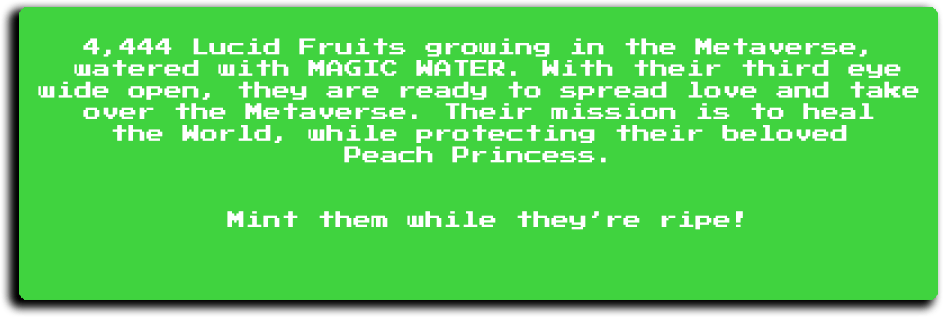 4,444 Lucid Fruits growing in the Metaverse,
watered with MAGIC WATER. With their third eye
wide open, they are ready to spread love and take
over the Metaverse. Their mission is to heal
the World, while protecting their beloved
Peach Princess.
Mint them while they're ripe!